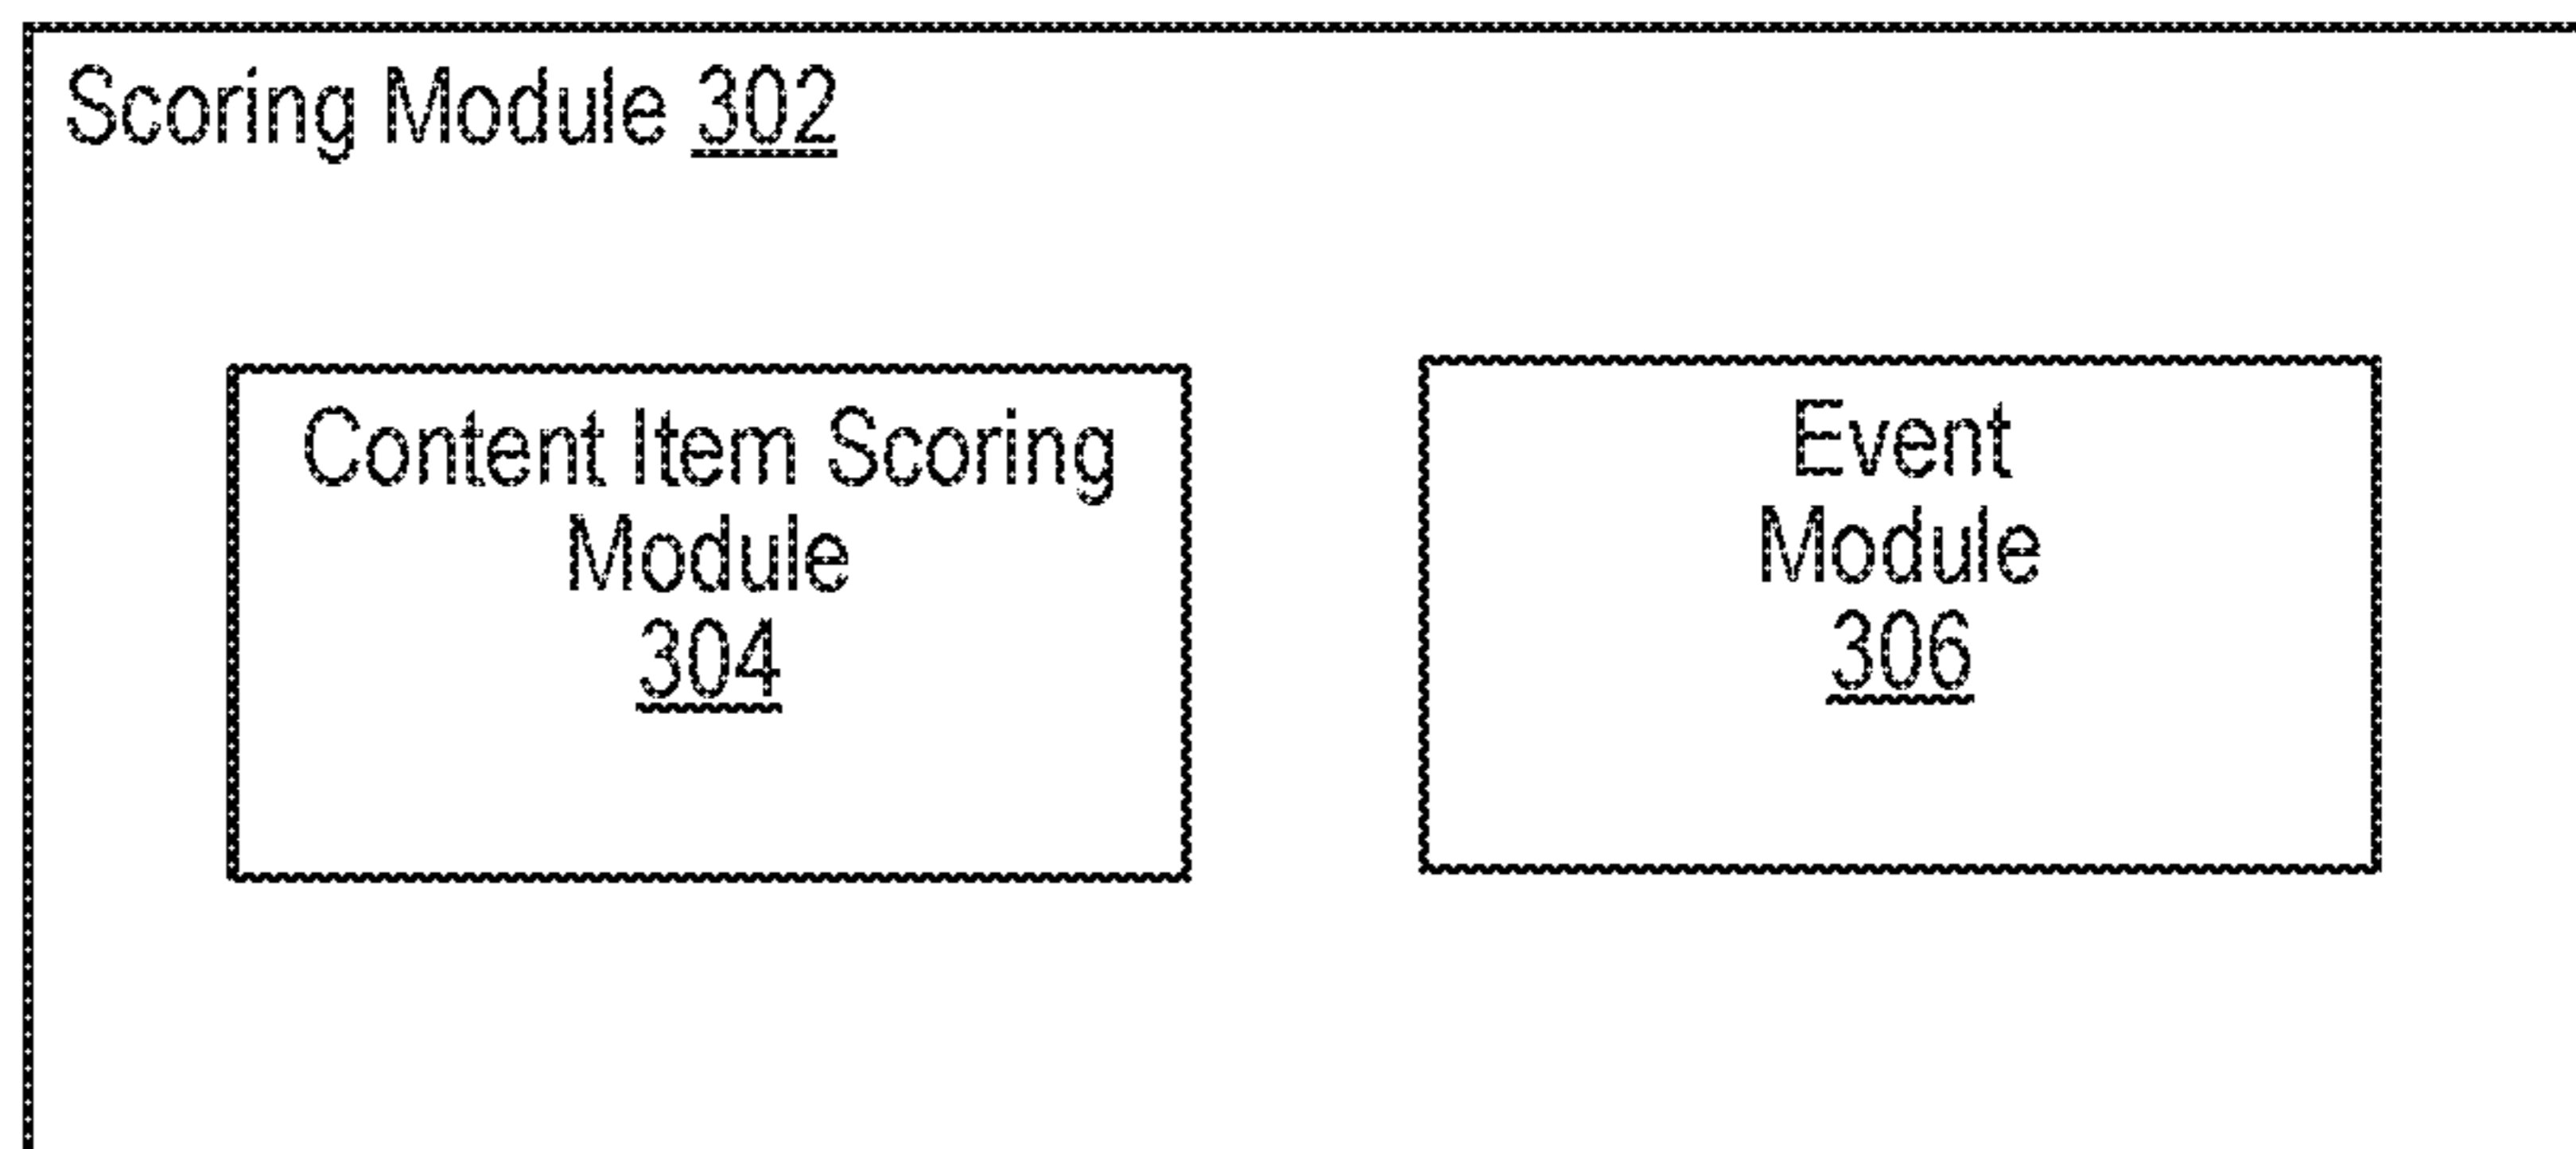 Scoring Module 302
Content Item Scoring
Module
304
Event
Module
306